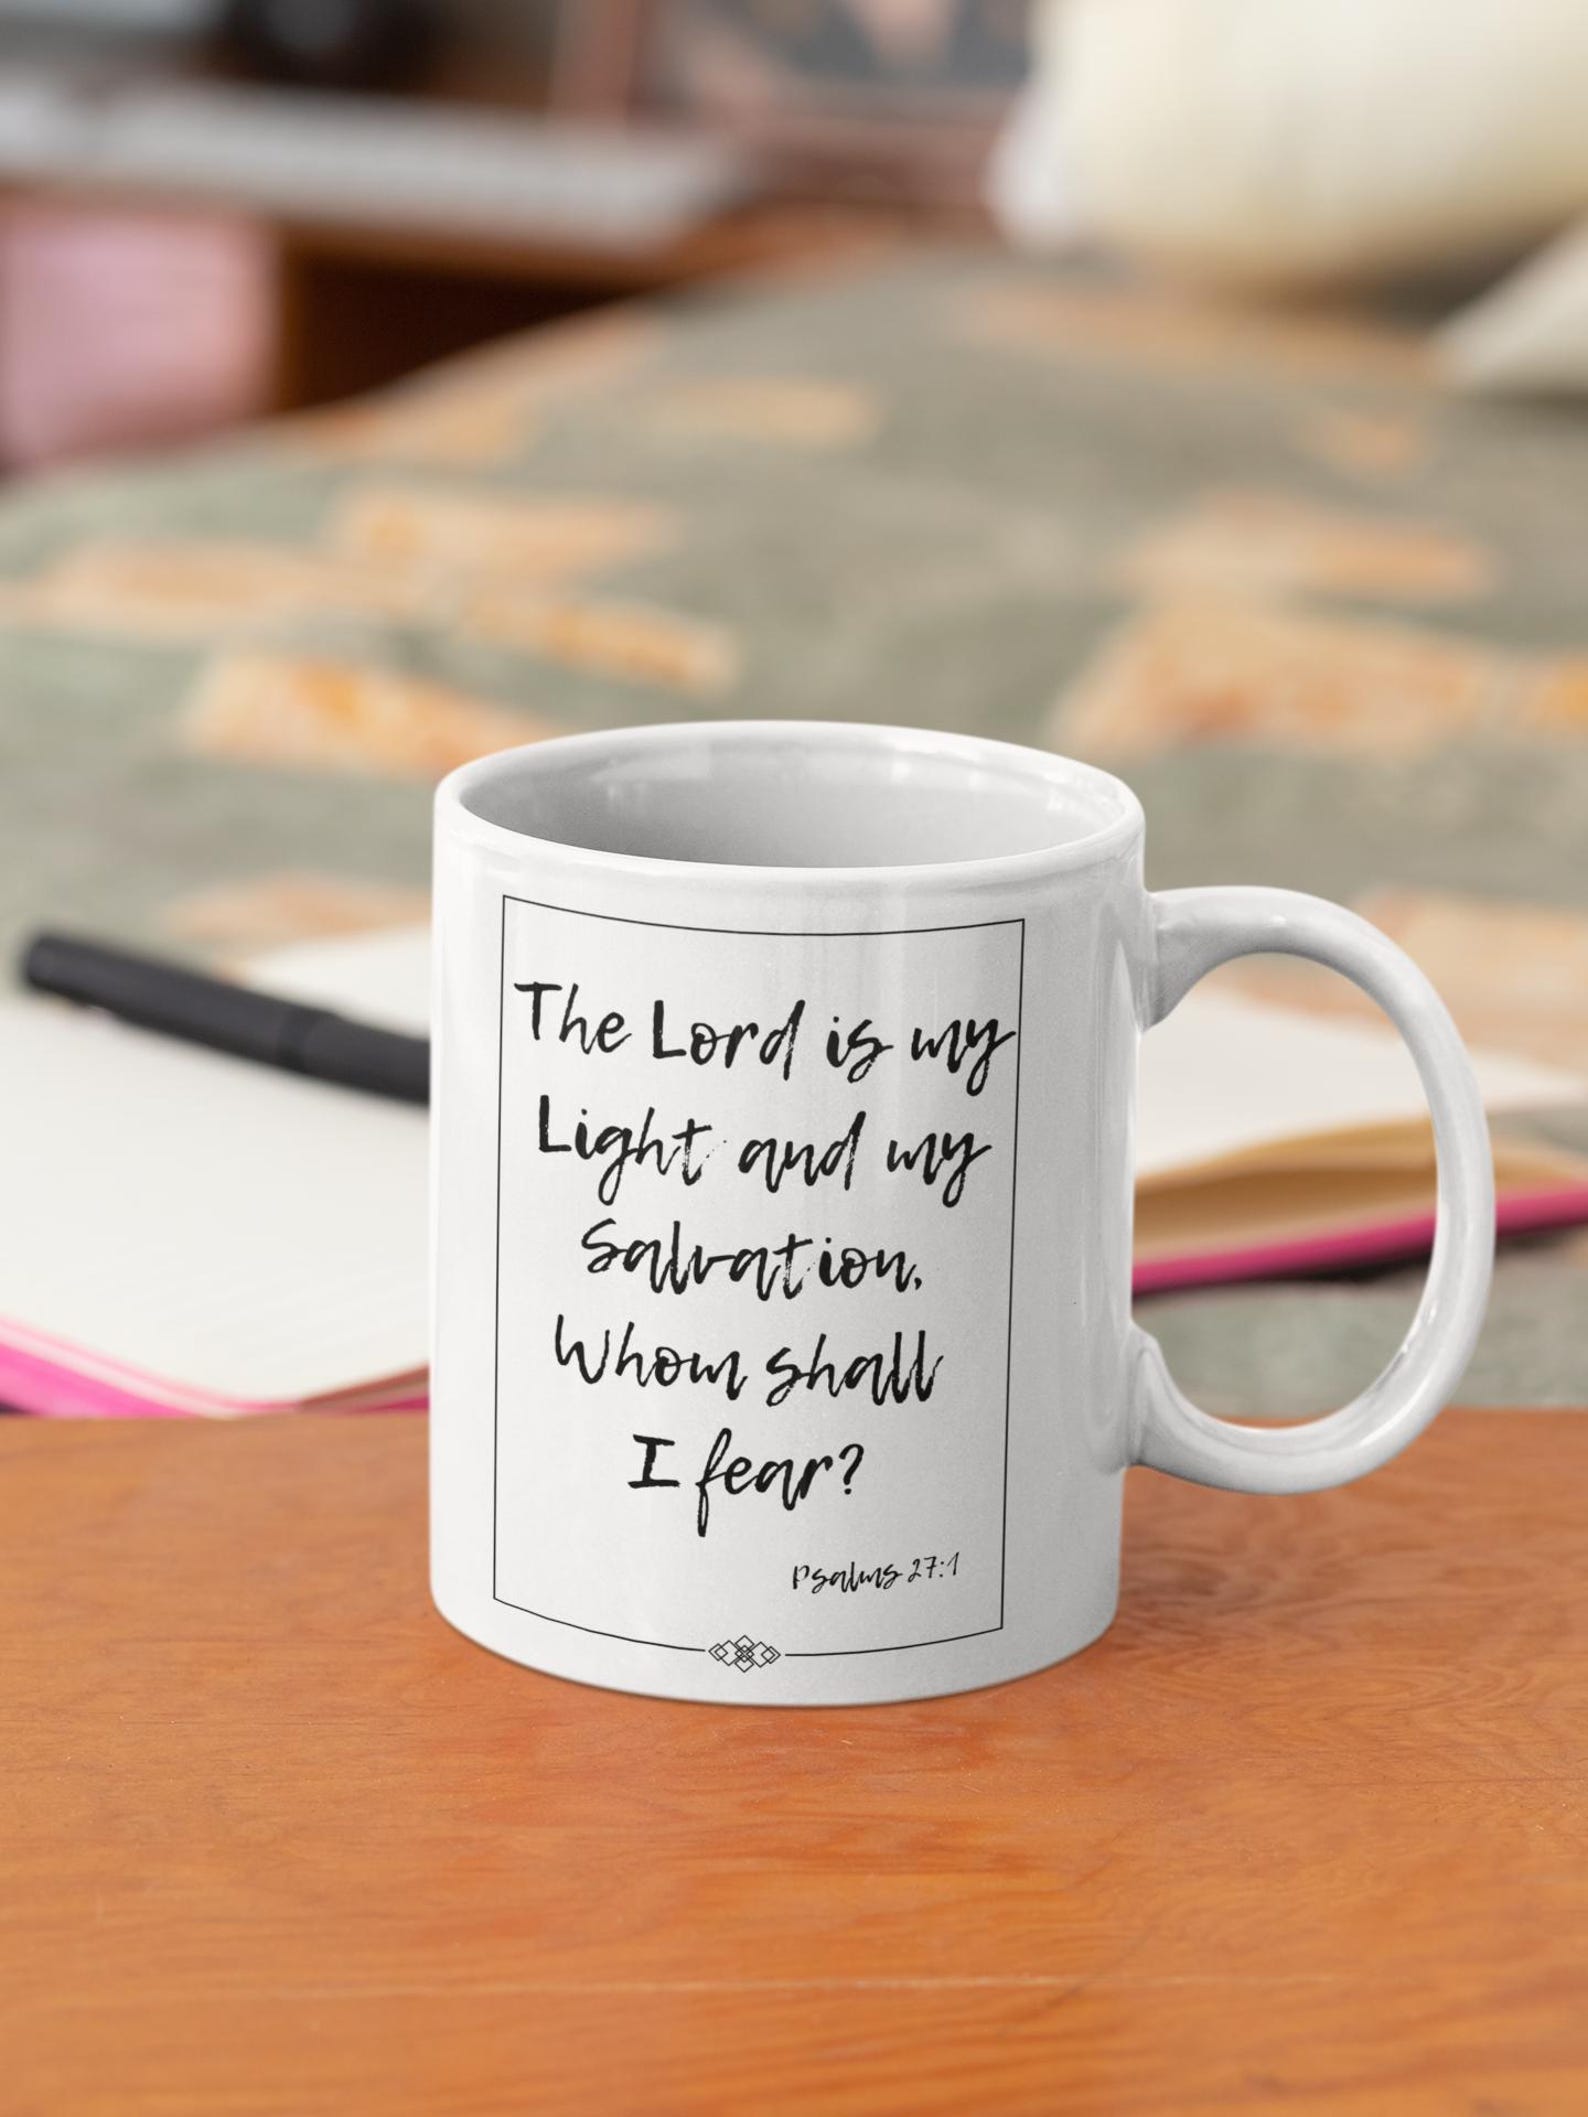 The Lord is my
Light and my
Salvation,
Whom shall
I fear?
Psalms 27:1